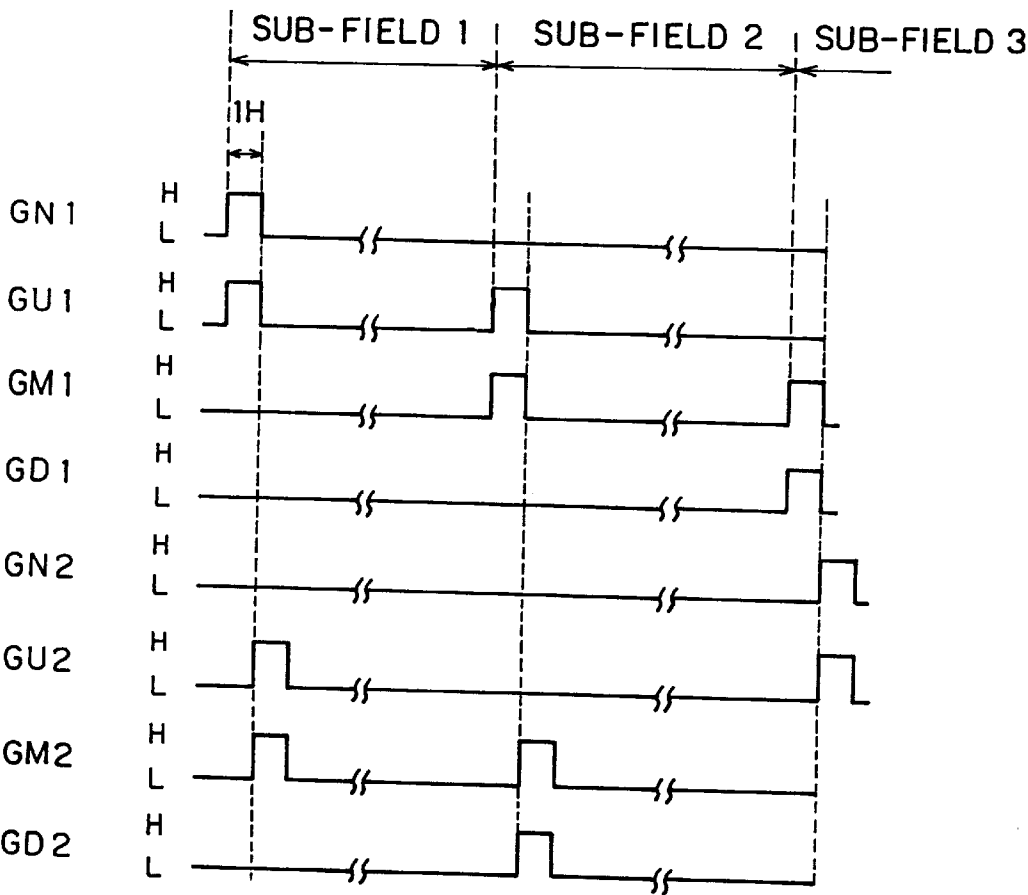 SUB-FIELD 1 SUB-FIELD 2 SUB-FIELD 3
1H
GN1 H
L
GU1 H
L
GM1 H
L
GD1 H
L
GN2 H
L
GU2 H
L
GM2 H
L
GD2 H
L